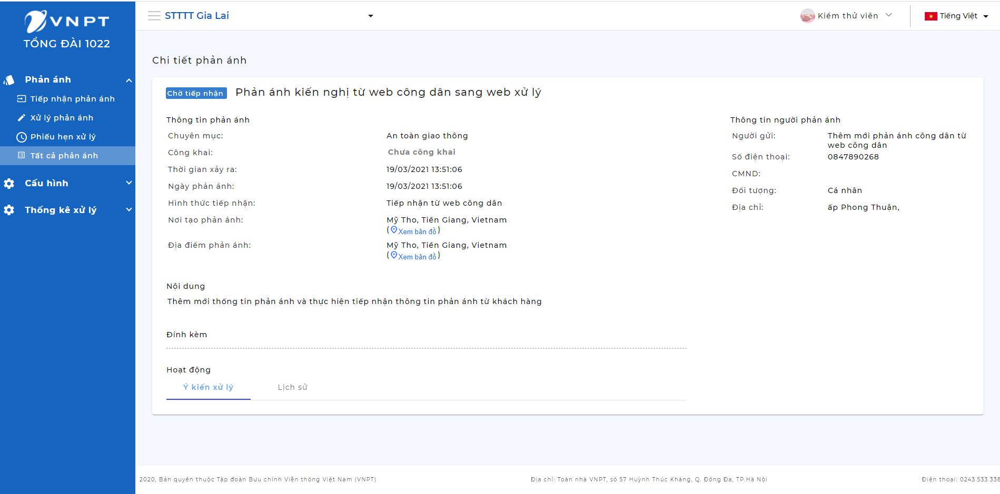 VNPT
TỔNG ĐÀI 1022
Phản ánh
Tiếp nhận phản ánh
Xử lý phản ánh
Phiếu hẹn xử lý
Tất cả phản ánh
Cấu hình
Thống kê xử lý
STTTT Gia Lai
Kiểm thử viên
Tiếng Việt
Chi tiết phản ánh
Chờ tiếp nhận
Phản ánh kiến nghị từ web công dân sang web xử lý
Thông tin phản ánh
Chuyên mục: An toàn giao thông
Công khai: Chưa công khai
Thời gian xảy ra: 19/03/2021 13:51:06
Ngày phản ánh: 19/03/2021 13:51:06
Hình thức tiếp nhận: Tiếp nhận từ web công dân
Nơi tạo phản ánh: Mỹ Tho, Tiền Giang, Vietnam
(Xem bản đồ)
Địa điểm phản ánh: Mỹ Tho, Tiền Giang, Vietnam
(Xem bản đồ)
Thông tin người phản ánh
Người gửi: Thêm mới phản ánh công dân từ
web công dân
Số điện thoại: 0847890268
CMND:
Đối tượng: Cá nhân
Địa chỉ: ấp Phong Thuận,
Nội dung
Thêm mới thống tin phản ánh và thực hiện tiếp nhận thông tin phản ánh từ khách hàng
Đính kèm
Hoạt động
Ý kiến xử lý
Lịch sử
2020, Bản quyền thuộc Tập đoàn Bưu chính Viễn thông Việt Nam (VNPT)
Địa chỉ: Toàn nhà VNPT, số 57 Huỳnh Thúc Kháng, Q. Đống Đa, TP.Hà Nội
Điện thoại: 0243.533.338